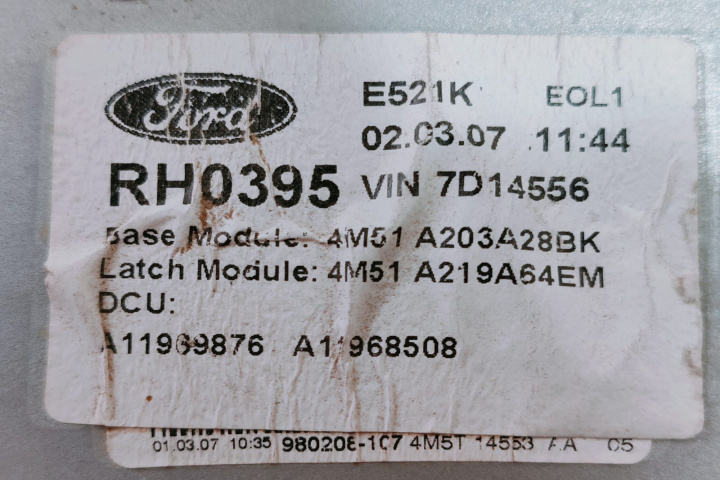 Ford
E521K EOL1
02.03.07 11:44
RH0395 VIN 7D14556
Base Module: 4M51 A203A28BK
Latch Module: 4M51 A219A64EM
DCU:
A11969876 A11968508
01.03.07 10:35 980206-107 4M5T 14553 AA 05